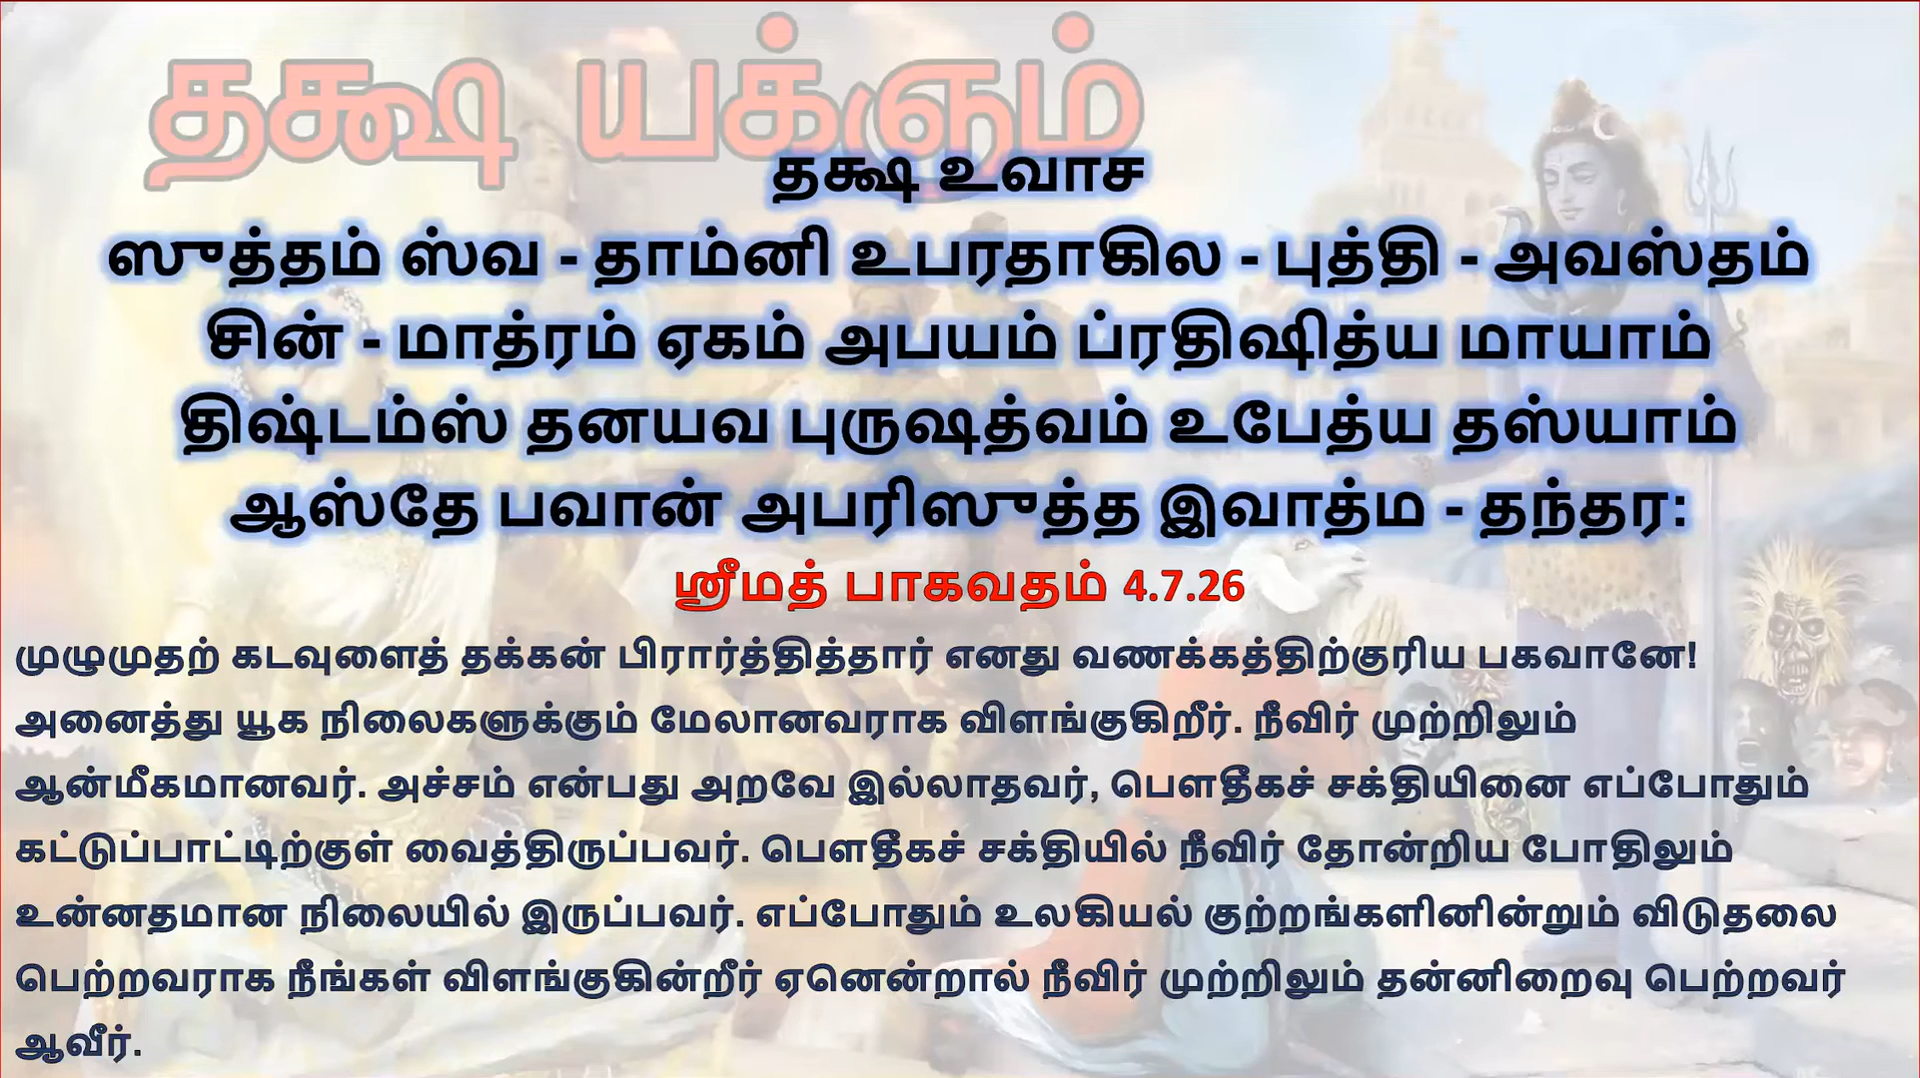 தக்ஷ யக்ஞம்
தக்ஷ உவாச
ஸுத்தம் ஸ்வ - தாம்னி உபரதாகில - புத்தி - அவஸ்தம்
சின் - மாத்ரம் ஏகம் அபயம் ப்ரதிஷித்ய மாயாம்
திஷ்டம்ஸ் தனயவ புருஷத்வம் உபேத்ய தஸ்யாம்
ஆஸ்தே பவான் அபரிஸுத்த இவாத்ம - தந்தர:
ஸ்ரீமத் பாகவதம் 4.7.26
முழுமுதற் கடவுளைத் தக்கன் பிரார்த்தித்தார் எனது வணக்கத்திற்குரிய பகவானே!
அனைத்து யூக நிலைகளுக்கும் மேலானவராக விளங்குகிறீர். நீவிர் முற்றிலும்
ஆன்மீகமானவர். அச்சம் என்பது அறவே இல்லாதவர், பௌதீகச் சக்தியினை எப்போதும்
கட்டுப்பாட்டிற்குள் வைத்திருப்பவர். பௌதீகச் சக்தியில் நீவிர் தோன்றிய போதிலும்
உன்னதமான நிலையில் இருப்பவர். எப்போதும் உலகியல் குற்றங்களினின்றும் விடுதலை
பெற்றவராக நீங்கள் விளங்குகின்றீர் ஏனென்றால் நீவிர் முற்றிலும் தன்னிறைவு பெற்றவர்
ஆவீர்.